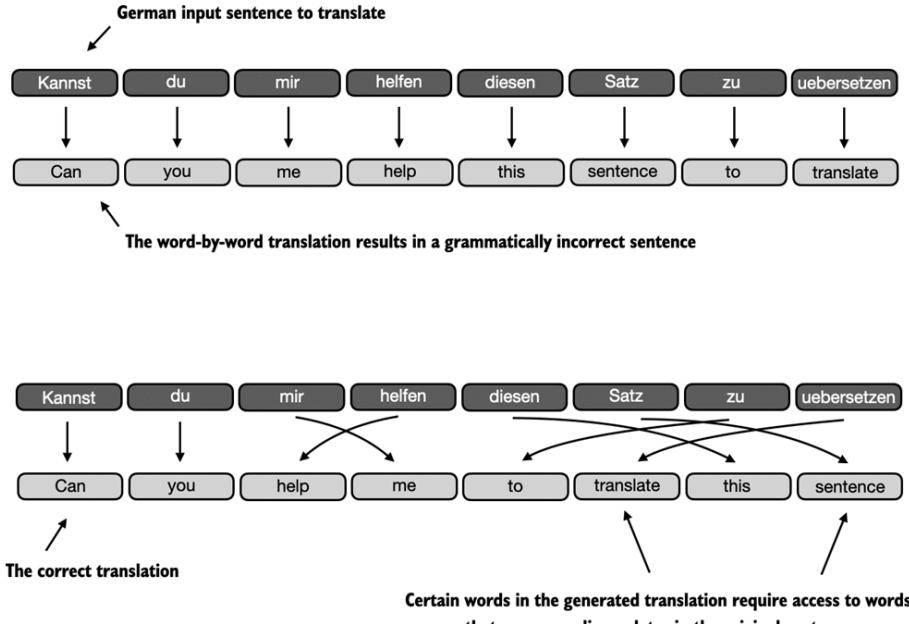 German input sentence to translate
Kannst du mir helfen diesen Satz zu uebersetzen
Can you me help this sentence to translate
The word-by-word translation results in a grammatically incorrect sentence
Kannst du mir helfen diesen Satz zu uebersetzen
Can you help me to translate this sentence
The correct translation
Certain words in the generated translation require access to words